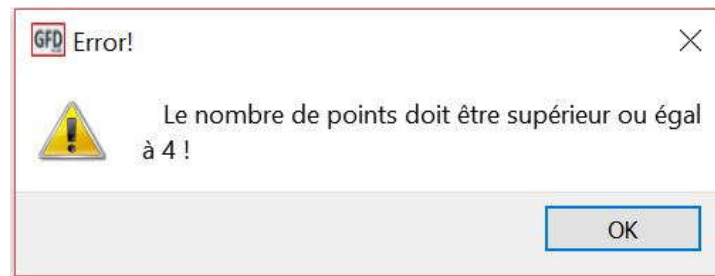 GFD Error!
Le nombre de points doit être supérieur ou égal
à 4 !
OK